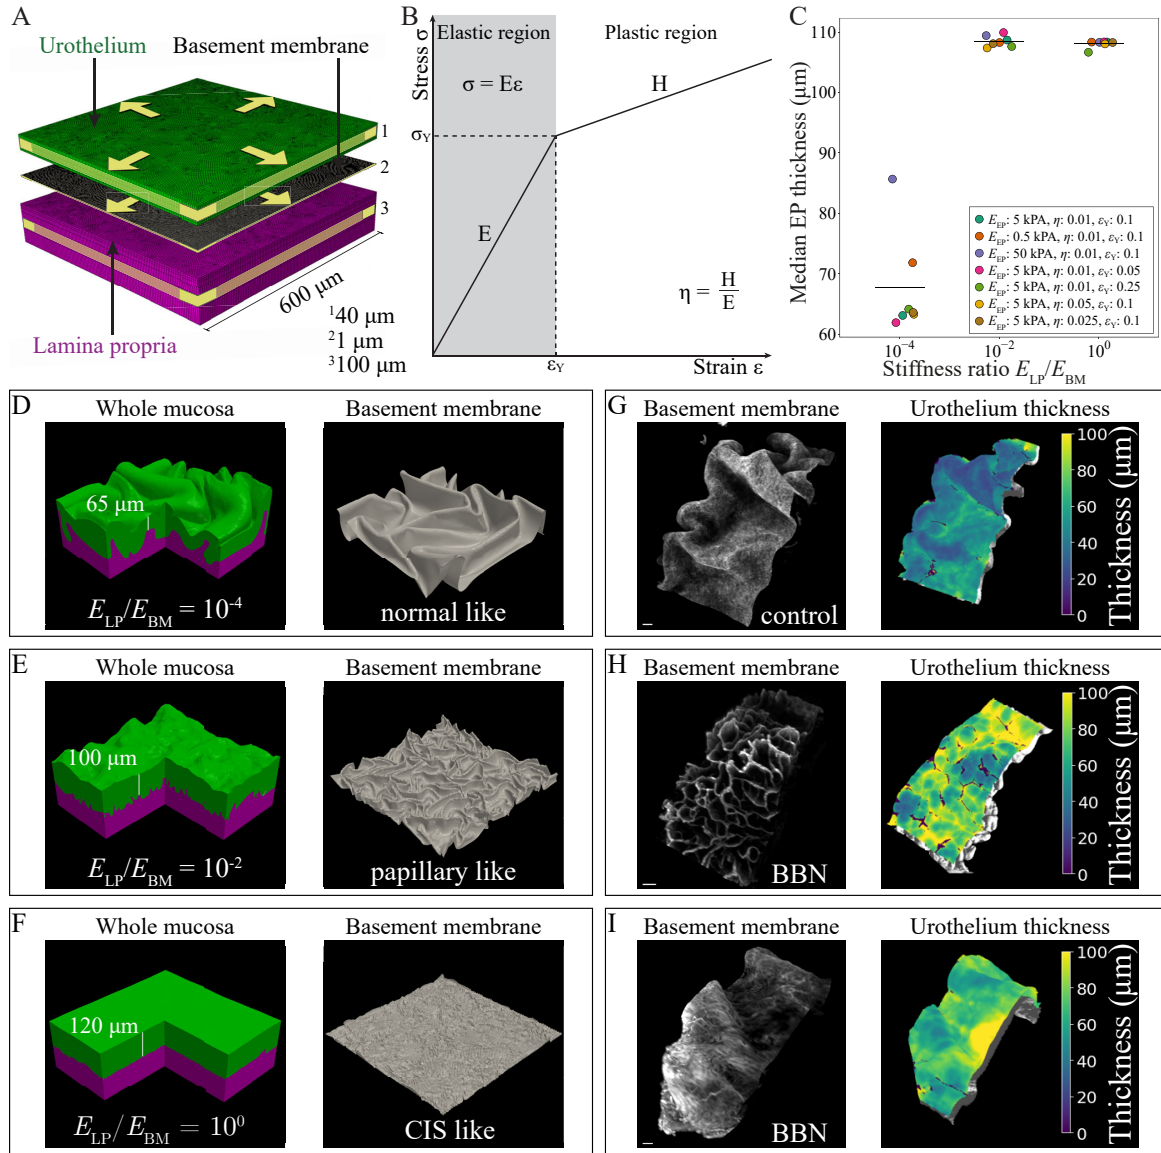 A
Urothelium
Basement membrane
1
2
3
600 μm
Lamina propria
¹40 μm
²1 μm
³100 μm
B
Elastic region
Plastic region
Stress σ
σ = Eε
H
σY
E
η = H/E
εY
Strain ε
C
Median EP thickness (μm)
110
100
90
80
70
60
EEP: 5 kPA, η: 0.01, εY: 0.1
EEP: 0.5 kPA, η: 0.01, εY: 0.1
EEP: 50 kPA, η: 0.01, εY: 0.1
EEP: 5 kPA, η: 0.01, εY: 0.05
EEP: 5 kPA, η: 0.01, εY: 0.25
EEP: 5 kPA, η: 0.05, εY: 0.1
EEP: 5 kPA, η: 0.025, εY: 0.1
10⁻⁴
10⁻²
10⁰
Stiffness ratio ELP/EBM
D
Whole mucosa
Basement membrane
65 μm
ELP/EBM = 10⁻⁴
normal like
G
Basement membrane
Urothelium thickness
control
100
80
60
40
20
0
Thickness (μm)
E
Whole mucosa
Basement membrane
100 μm
ELP/EBM = 10⁻²
papillary like
H
Basement membrane
Urothelium thickness
BBN
100
80
60
40
20
0
Thickness (μm)
F
Whole mucosa
Basement membrane
120 μm
ELP/EBM = 10⁰
CIS like
I
Basement membrane
Urothelium thickness
BBN
100
80
60
40
20
0
Thickness (μm)